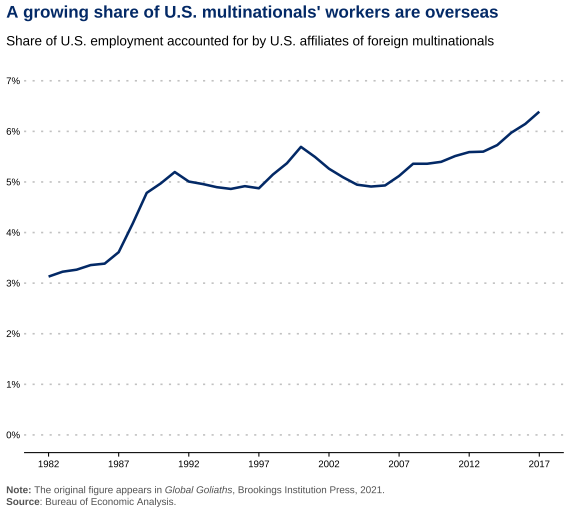 A growing share of U.S. multinationals' workers are overseas
Share of U.S. employment accounted for by U.S. affiliates of foreign multinationals
7%
6%
5%
4%
3%
2%
1%
0%
1982 1987 1992 1997 2002 2007 2012 2017
Note: The original figure appears in Global Goliaths, Brookings Institution Press, 2021.
Source: Bureau of Economic Analysis.